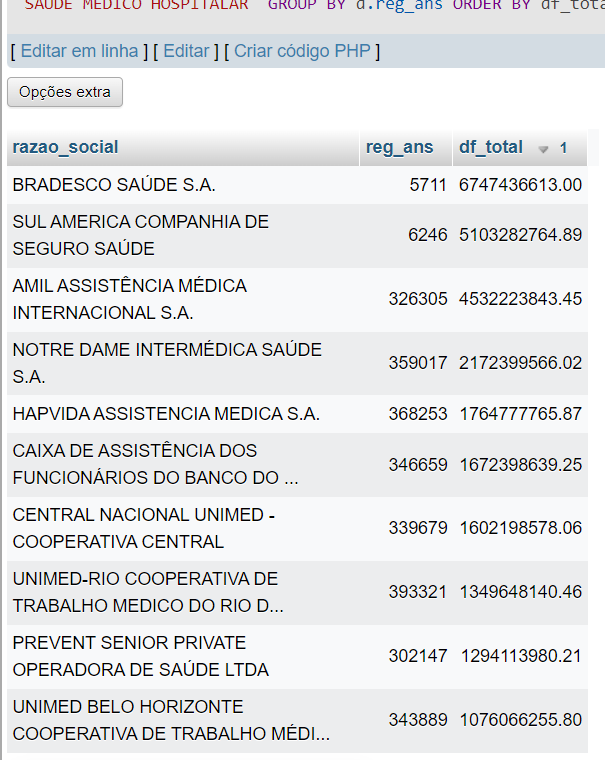 SAUDE MEDICO HOSPITALAR" GROUP BY d.reg_ans ORDER BY df_tota
[ Editar em linha ] [ Editar ] [ Criar código PHP ]
Opções extra
razao_social reg_ans df_total 1
BRADESCO SAÚDE S.A. 5711 6747436613.00
SUL AMERICA COMPANHIA DE
SEGURO SAÚDE 6246 5103282764.89
AMIL ASSISTÊNCIA MÉDICA
INTERNACIONAL S.A. 326305 4532223843.45
NOTRE DAME INTERMÉDICA SAÚDE
S.A. 359017 2172399566.02
HAPVIDA ASSISTENCIA MEDICA S.A. 368253 1764777765.87
CAIXA DE ASSISTÊNCIA DOS
FUNCIONÁRIOS DO BANCO DO ... 346659 1672398639.25
CENTRAL NACIONAL UNIMED -
COOPERATIVA CENTRAL 339679 1602198578.06
UNIMED-RIO COOPERATIVA DE
TRABALHO MEDICO DO RIO D... 393321 1349648140.46
PREVENT SENIOR PRIVATE
OPERADORA DE SAÚDE LTDA 302147 1294113980.21
UNIMED BELO HORIZONTE
COOPERATIVA DE TRABALHO MÉDI... 343889 1076066255.80